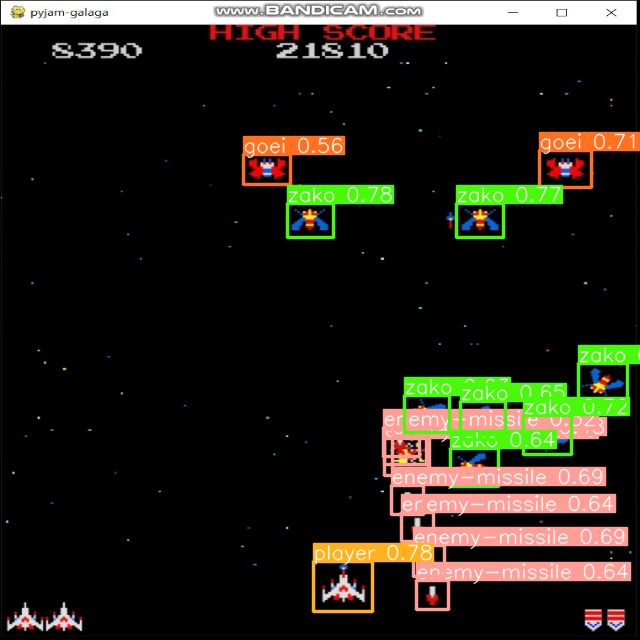 pyjam-galaga
www.BANDICAM.com
HIGH SCORE
8390 21810
goei 0.56
goei 0.71
zako 0.78
zako 0.77
zako
zako
zako 0.65
zako 0.72
zako 0.64
enemy-missile 0.69
enemy-missile 0.64
enemy-missile 0.69
player 0.78
enemy-missile 0.64